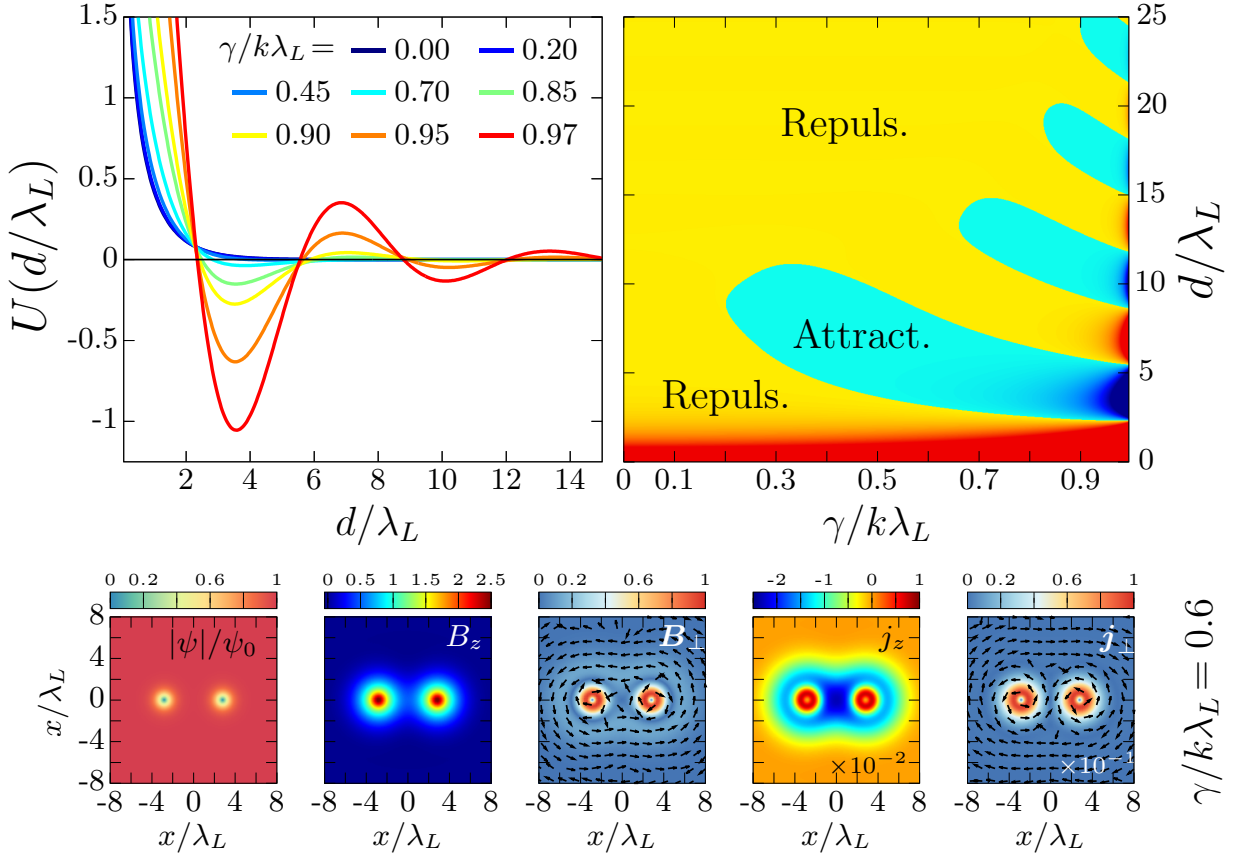 1.5
1
0.5
0
-0.5
-1
U(d/λ_L)
γ/kλ_L =
0.00
0.20
0.45
0.70
0.85
0.90
0.95
0.97
2 4 6 8 10 12 14
d/λ_L
Repuls.
Attract.
Repuls.
25
20
15
10
5
0
d/λ_L
0 0.1 0.3 0.5 0.7 0.9
γ/kλ_L
0 0.2 0.6 1
0 0.5 1 1.5 2 2.5
0 0.2 0.6 1
-2 -1 0 1
0 0.2 0.6 1
|ψ|/ψ₀
B_z
B_⊥
j_z
j_⊥
×10⁻²
×10⁻¹
8
4
0
-4
-8
x/λ_L
-8 -4 0 4 8
-8 -4 0 4 8
-8 -4 0 4 8
-8 -4 0 4 8
-8 -4 0 4 8
x/λ_L
x/λ_L
x/λ_L
x/λ_L
x/λ_L
γ/kλ_L = 0.6